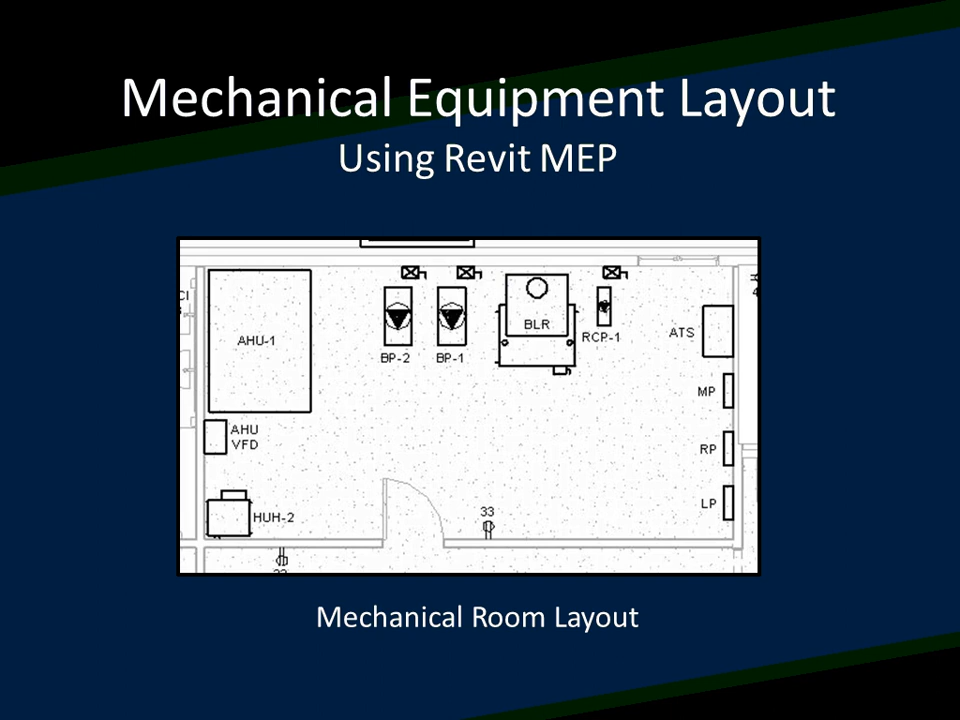 Mechanical Equipment Layout
Using Revit MEP
AHU-1
BP-2
BP-1
BLR
RCP-1
ATS
MP
AHU
VFD
RP
LP
HUH-2
33
Mechanical Room Layout